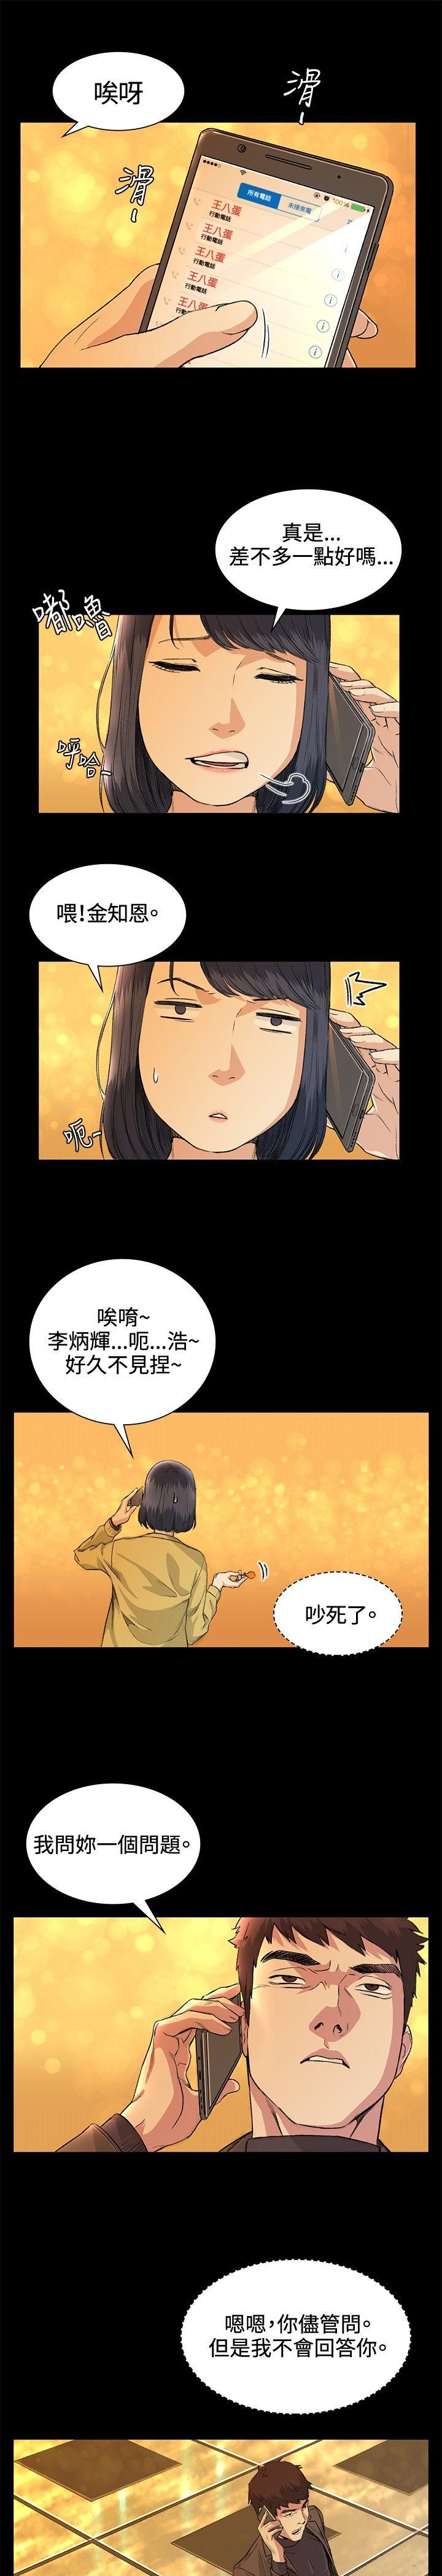 唉呀
滑
滑
100%
所有電話
未接來電
王八蛋
行動電話
王八蛋
行動電話
王八蛋
行動電話
王八蛋
行動電話
王八蛋
行動電話
真是...
差不多一點好嗎...
嘟嚕
呼哈~
喂!金知恩。
呃~
唉唷~
李炳輝...呃...浩~
好久不見捏~
吵死了。
我問妳一個問題。
嗯嗯,你儘管問。
但是我不會回答你。